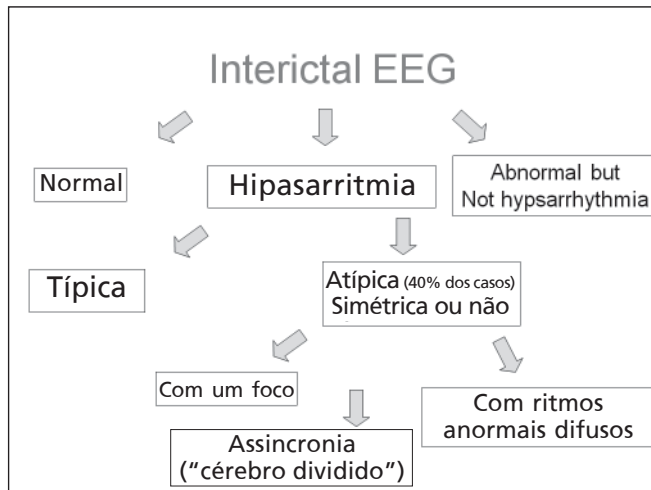 Interictal EEG
Normal
Hipasarritmia
Abnormal but
Not hypsarrhythmia
Típica
Atípica (40% dos casos)
Simétrica ou não
Com um foco
Assincronia
("cérebro dividido")
Com ritmos
anormais difusos